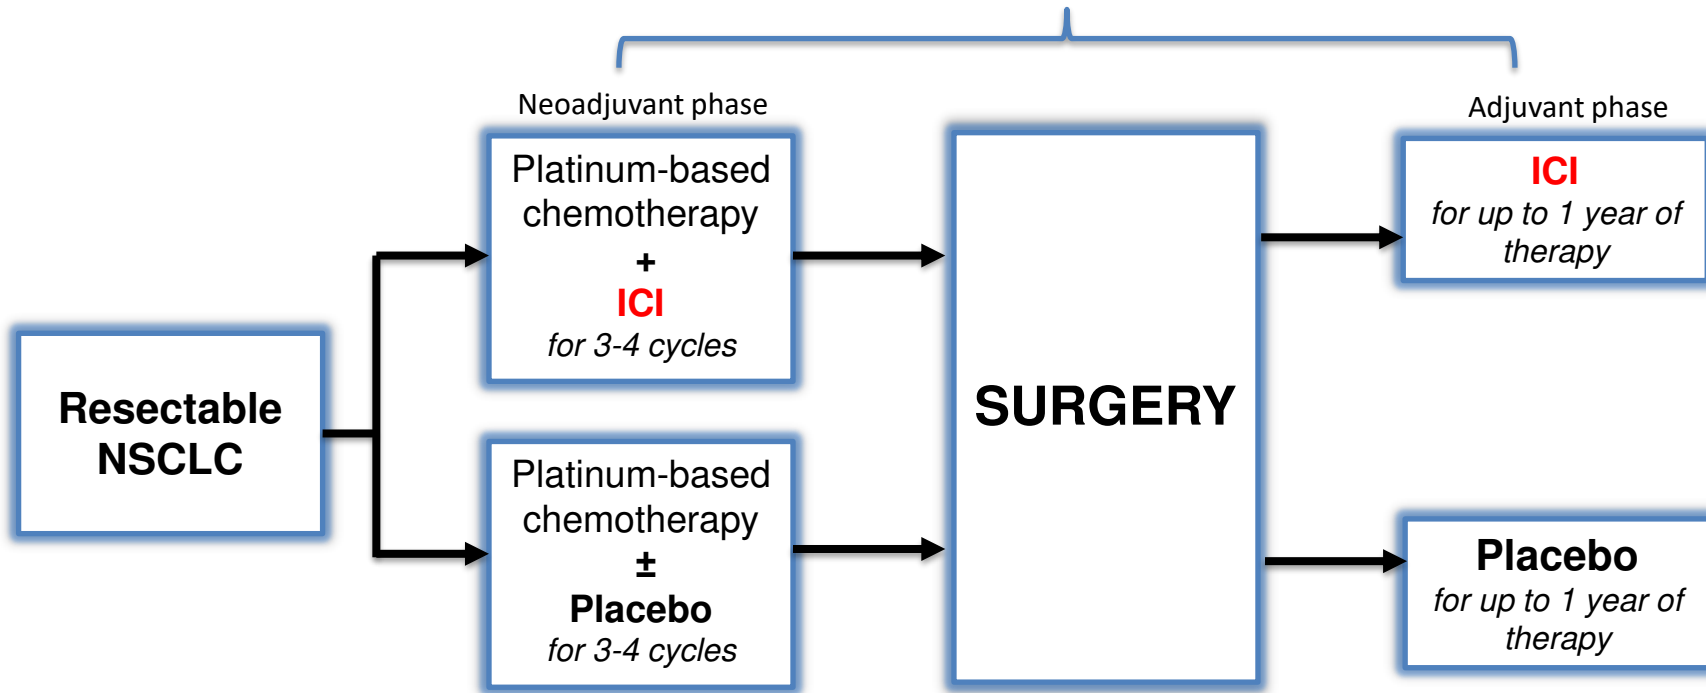 Neoadjuvant phase
Adjuvant phase
Platinum-based
chemotherapy
+
ICI
for 3-4 cycles
Resectable
NSCLC
Platinum-based
chemotherapy
±
Placebo
for 3-4 cycles
SURGERY
ICI
for up to 1 year of
therapy
Placebo
for up to 1 year of
therapy